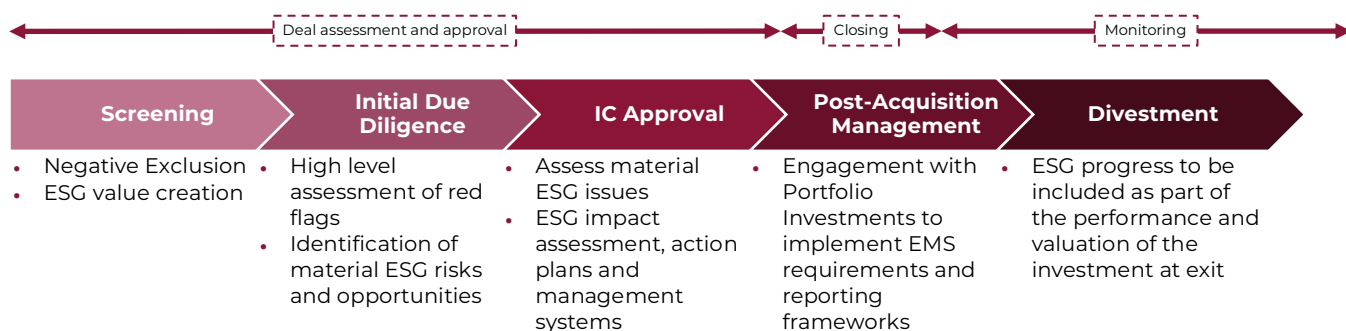 Deal assessment and approval
Closing
Monitoring
Screening
Initial Due
Diligence
IC Approval
Post-Acquisition
Management
Divestment
• Negative Exclusion
• ESG value creation
• High level
assessment of red
flags
• Identification of
material ESG risks
and opportunities
• Assess material
ESG issues
• ESG impact
assessment, action
plans and
management
systems
• Engagement with
Portfolio
Investments to
implement EMS
requirements and
reporting
frameworks
• ESG progress to be
included as part of
the performance and
valuation of the
investment at exit